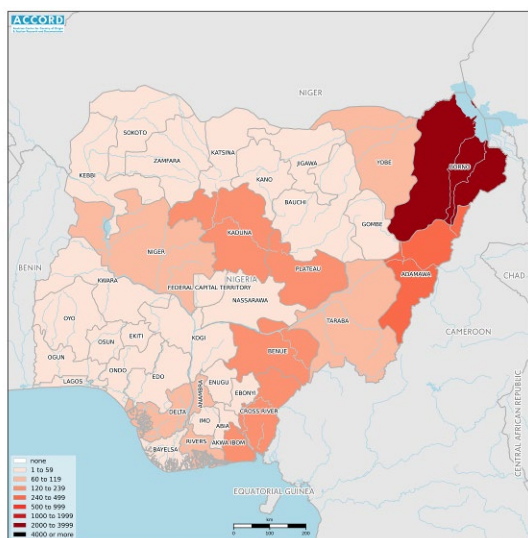 ACCORD
NIGER
SOKOTO
KATSINA
ZAMFARA
JIGAWA
YOBE
BORNO
KEBBI
KANO
BAUCHI
GOMBE
KADUNA
NIGER
PLATEAU
ADAMAWA
BENIN
NIGERIA
CHAD
FEDERAL CAPITAL TERRITORY
KWARA
NASSARAWA
TARABA
OYO
KOGI
CAMEROON
EKITI
OSUN
BENUE
OGUN
ONDO
EDO
ENUGU
LAGOS
ANAMBRA
EBONYI
DELTA
CROSS RIVER
IMO
ABIA
RIVERS
AKWA IBOM
BAYELSA
CENTRAL AFRICAN REPUBLIC
EQUATORIAL GUINEA
none
1 to 59
60 to 119
120 to 239
240 to 499
500 to 999
1000 to 1999
2000 to 3999
4000 or more
km
0 100 200